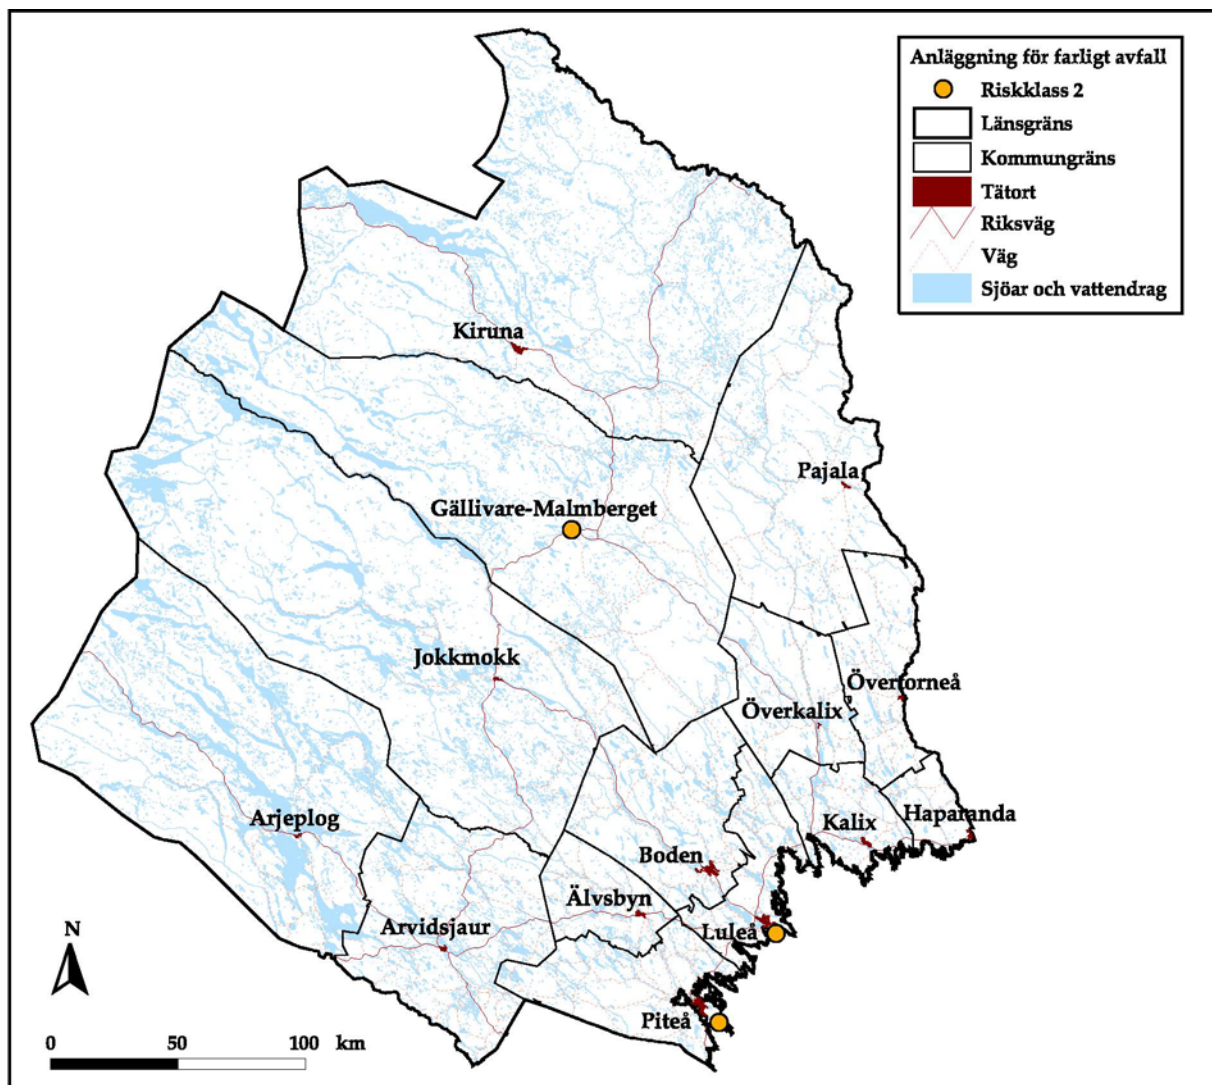 Anläggning för farligt avfall
Riskklass 2
Länsgräns
Kommungräns
Tätort
Riksväg
Väg
Sjöar och vattendrag
Kiruna
Pajala
Gällivare-Malmberget
Jokkmokk
Övertorneå
Överkalix
Arjeplog
Kalix
Haparanda
Boden
Älvsbyn
Arvidsjaur
Luleå
Piteå
N
0 50 100 km